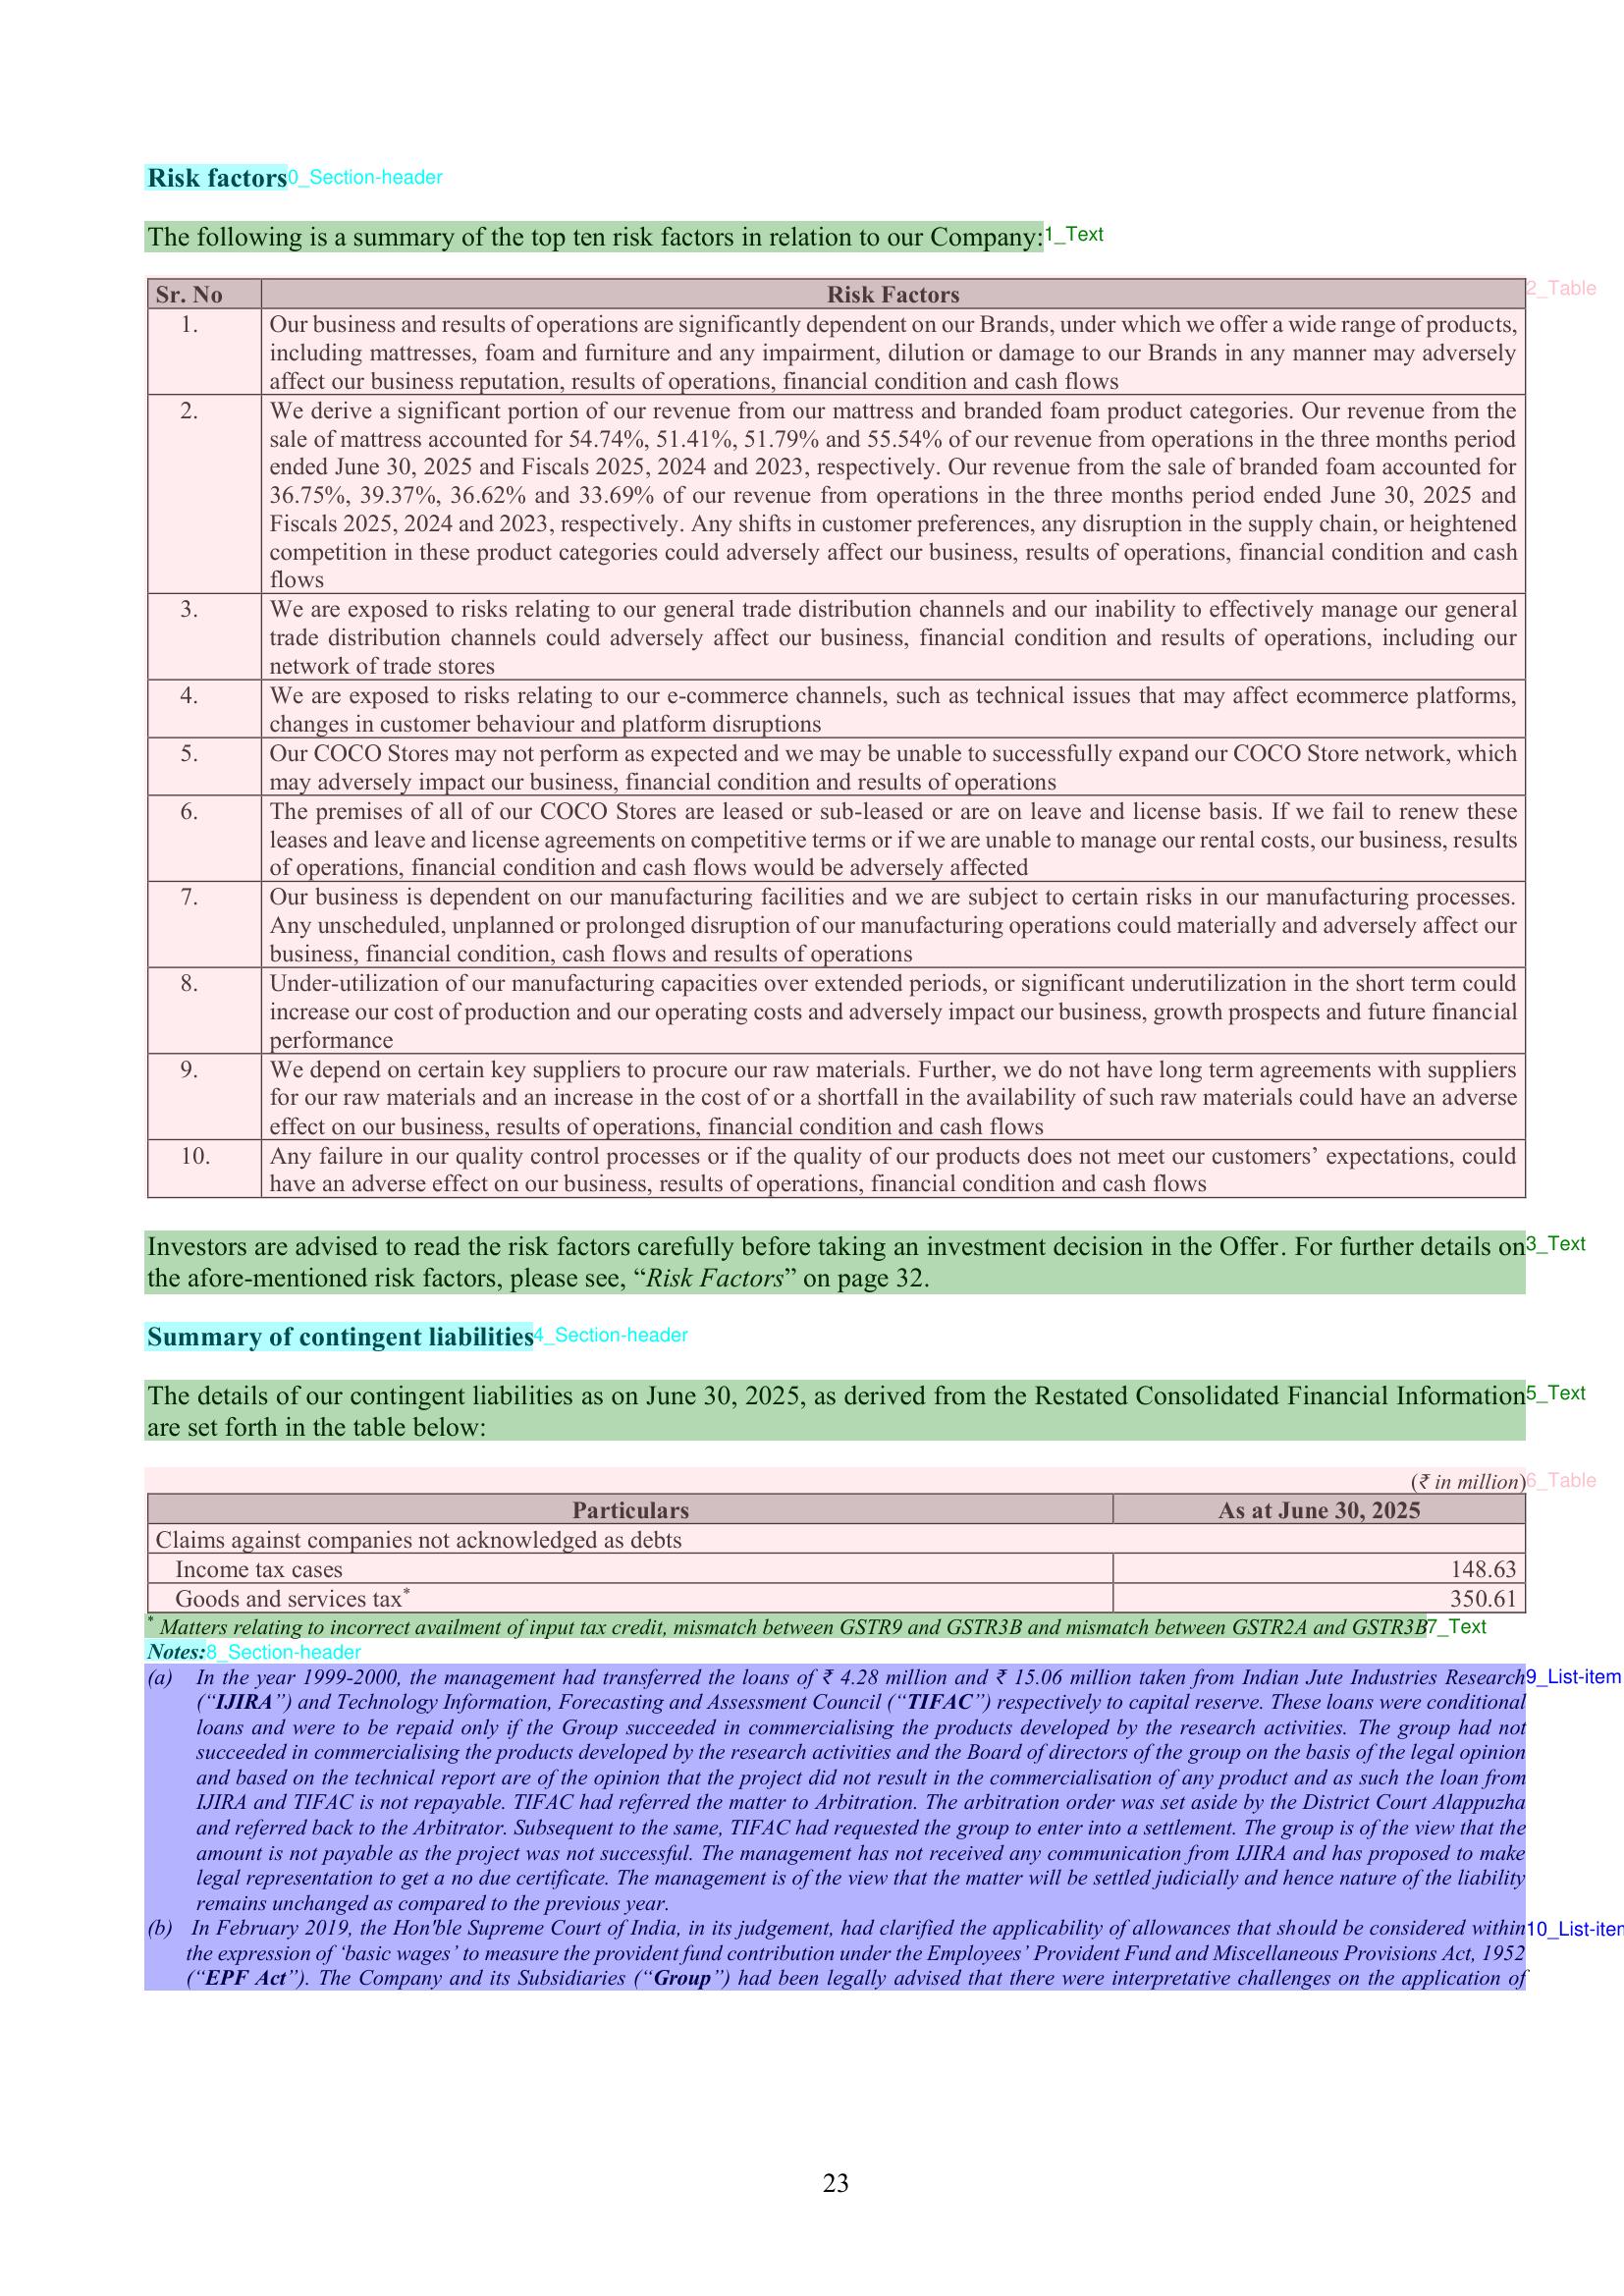 Risk factors0_Section-header
The following is a summary of the top ten risk factors in relation to our Company:1_Text
2_Table
Sr. No Risk Factors
1. Our business and results of operations are significantly dependent on our Brands, under which we offer a wide range of products,
including mattresses, foam and furniture and any impairment, dilution or damage to our Brands in any manner may adversely
affect our business reputation, results of operations, financial condition and cash flows
2. We derive a significant portion of our revenue from our mattress and branded foam product categories. Our revenue from the
sale of mattress accounted for 54.74%, 51.41%, 51.79% and 55.54% of our revenue from operations in the three months period
ended June 30, 2025 and Fiscals 2025, 2024 and 2023, respectively. Our revenue from the sale of branded foam accounted for
36.75%, 39.37%, 36.62% and 33.69% of our revenue from operations in the three months period ended June 30, 2025 and
Fiscals 2025, 2024 and 2023, respectively. Any shifts in customer preferences, any disruption in the supply chain, or heightened
competition in these product categories could adversely affect our business, results of operations, financial condition and cash
flows
3. We are exposed to risks relating to our general trade distribution channels and our inability to effectively manage our general
trade distribution channels could adversely affect our business, financial condition and results of operations, including our
network of trade stores
4. We are exposed to risks relating to our e-commerce channels, such as technical issues that may affect ecommerce platforms,
changes in customer behaviour and platform disruptions
5. Our COCO Stores may not perform as expected and we may be unable to successfully expand our COCO Store network, which
may adversely impact our business, financial condition and results of operations
6. The premises of all of our COCO Stores are leased or sub-leased or are on leave and license basis. If we fail to renew these
leases and leave and license agreements on competitive terms or if we are unable to manage our rental costs, our business, results
of operations, financial condition and cash flows would be adversely affected
7. Our business is dependent on our manufacturing facilities and we are subject to certain risks in our manufacturing processes.
Any unscheduled, unplanned or prolonged disruption of our manufacturing operations could materially and adversely affect our
business, financial condition, cash flows and results of operations
8. Under-utilization of our manufacturing capacities over extended periods, or significant underutilization in the short term could
increase our cost of production and our operating costs and adversely impact our business, growth prospects and future financial
performance
9. We depend on certain key suppliers to procure our raw materials. Further, we do not have long term agreements with suppliers
for our raw materials and an increase in the cost of or a shortfall in the availability of such raw materials could have an adverse
effect on our business, results of operations, financial condition and cash flows
10. Any failure in our quality control processes or if the quality of our products does not meet our customers’ expectations, could
have an adverse effect on our business, results of operations, financial condition and cash flows
Investors are advised to read the risk factors carefully before taking an investment decision in the Offer. For further details on3_Text
the afore-mentioned risk factors, please see, “Risk Factors” on page 32.
Summary of contingent liabilities4_Section-header
The details of our contingent liabilities as on June 30, 2025, as derived from the Restated Consolidated Financial Information5_Text
are set forth in the table below:
(₹ in million)6_Table
Particulars As at June 30, 2025
Claims against companies not acknowledged as debts
Income tax cases 148.63
Goods and services tax* 350.61
* Matters relating to incorrect availment of input tax credit, mismatch between GSTR9 and GSTR3B and mismatch between GSTR2A and GSTR3B7_Text
Notes:8_Section-header
(a) In the year 1999-2000, the management had transferred the loans of ₹ 4.28 million and ₹ 15.06 million taken from Indian Jute Industries Research9_List-item
(“IJIRA”) and Technology Information, Forecasting and Assessment Council (“TIFAC”) respectively to capital reserve. These loans were conditional
loans and were to be repaid only if the Group succeeded in commercialising the products developed by the research activities. The group had not
succeeded in commercialising the products developed by the research activities and the Board of directors of the group on the basis of the legal opinion
and based on the technical report are of the opinion that the project did not result in the commercialisation of any product and as such the loan from
IJIRA and TIFAC is not repayable. TIFAC had referred the matter to Arbitration. The arbitration order was set aside by the District Court Alappuzha
and referred back to the Arbitrator. Subsequent to the same, TIFAC had requested the group to enter into a settlement. The group is of the view that the
amount is not payable as the project was not successful. The management has not received any communication from IJIRA and has proposed to make
legal representation to get a no due certificate. The management is of the view that the matter will be settled judicially and hence nature of the liability
remains unchanged as compared to the previous year.
(b) In February 2019, the Hon'ble Supreme Court of India, in its judgement, had clarified the applicability of allowances that should be considered within10_List-item
the expression of ‘basic wages’ to measure the provident fund contribution under the Employees’ Provident Fund and Miscellaneous Provisions Act, 1952
(“EPF Act”). The Company and its Subsidiaries (“Group”) had been legally advised that there were interpretative challenges on the application of
23